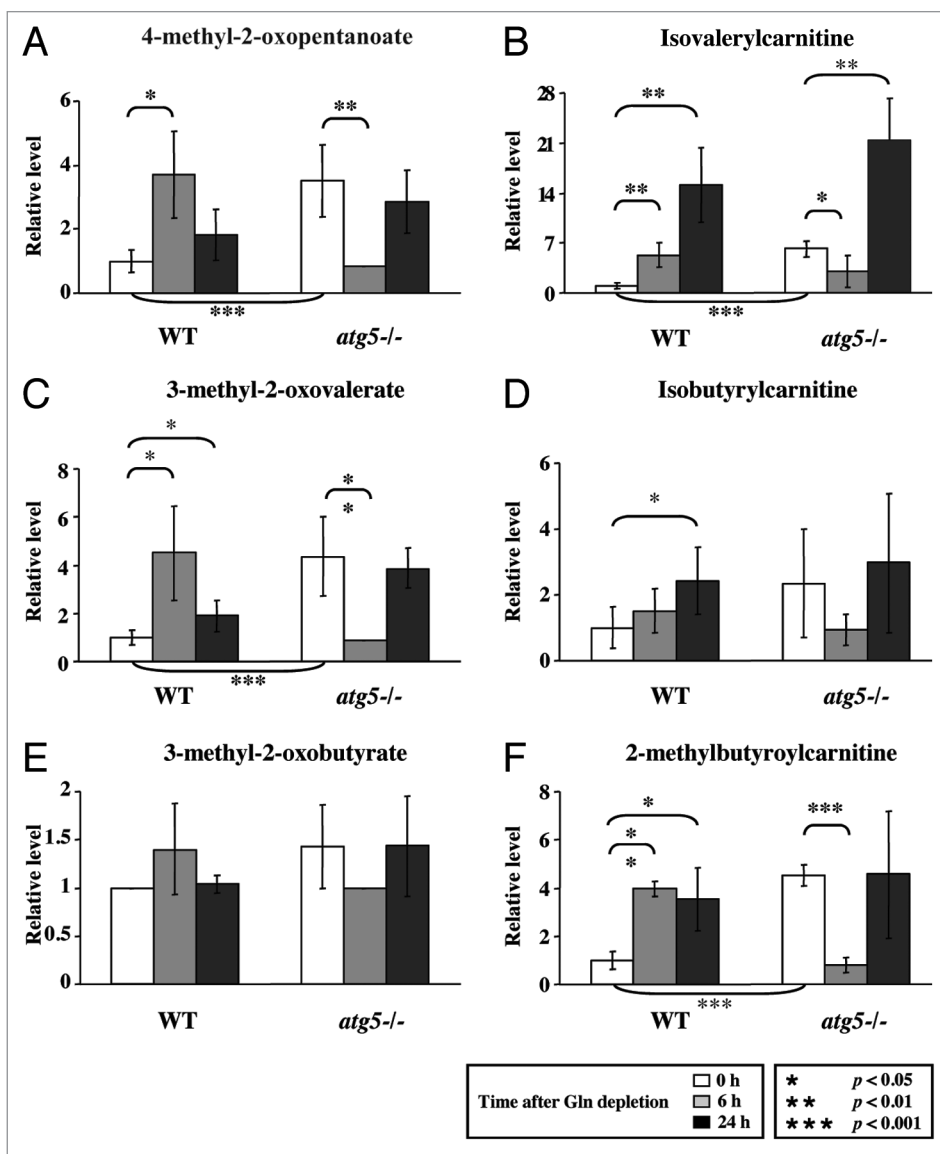 A
4-methyl-2-oxopentanoate
Relative level
6
4
2
0
*
**
***
WT
atg5-/-
B
Isovalerylcarnitine
Relative level
28
21
14
7
0
**
**
**
*
***
WT
atg5-/-
C
3-methyl-2-oxovalerate
Relative level
8
6
4
2
0
*
*
*
*
***
WT
atg5-/-
D
Isobutyrylcarnitine
Relative level
6
4
2
0
*
WT
atg5-/-
E
3-methyl-2-oxobutyrate
Relative level
2
1.5
1
0.5
0
WT
atg5-/-
F
2-methylbutyroylcarnitine
Relative level
8
6
4
2
0
*
*
*
***
***
WT
atg5-/-
Time after Gln depletion
0 h
6 h
24 h
* p < 0.05
** p < 0.01
*** p < 0.001